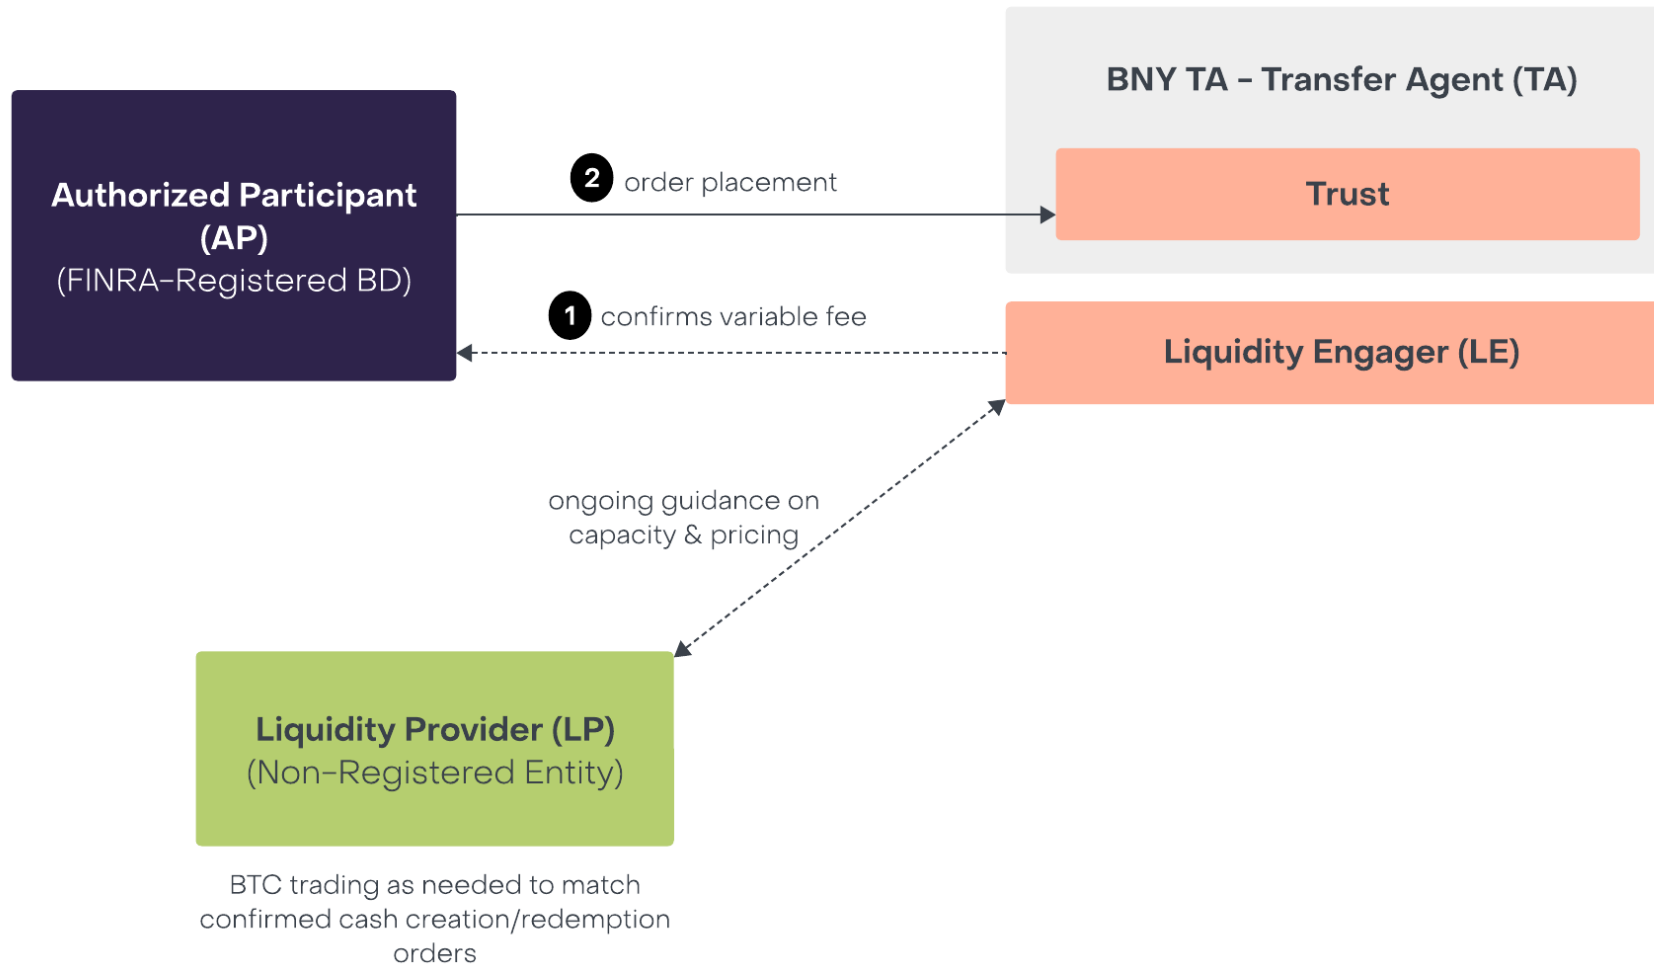 BNY TA - Transfer Agent (TA)
Authorized Participant
(AP)
(FINRA-Registered BD)
2 order placement
Trust
1 confirms variable fee
Liquidity Engager (LE)
ongoing guidance on
capacity & pricing
Liquidity Provider (LP)
(Non-Registered Entity)
BTC trading as needed to match
confirmed cash creation/redemption
orders